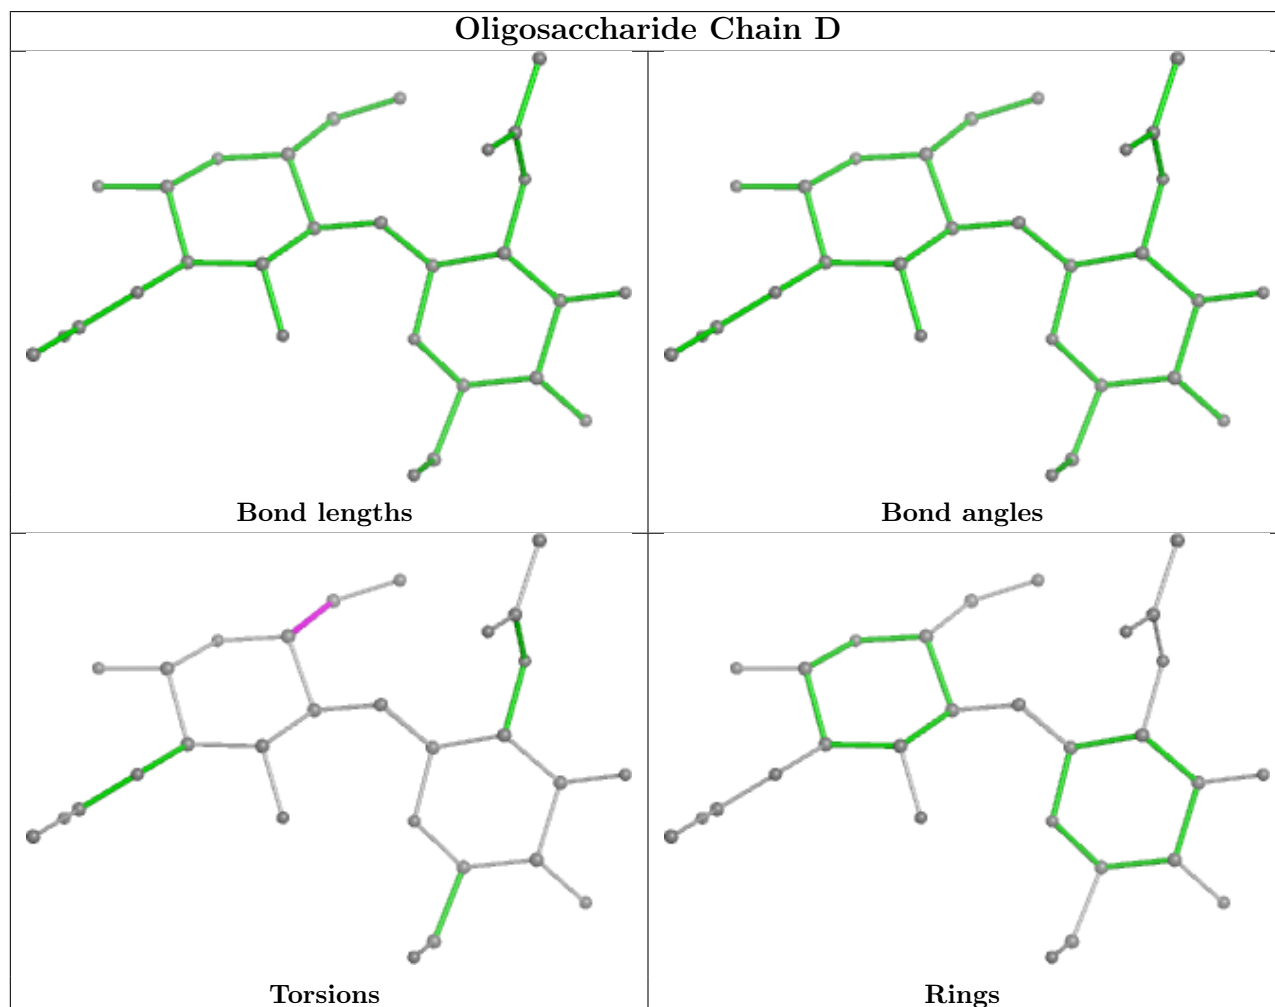 Oligosaccharide Chain D
Bond lengths
Bond angles
Torsions
Rings